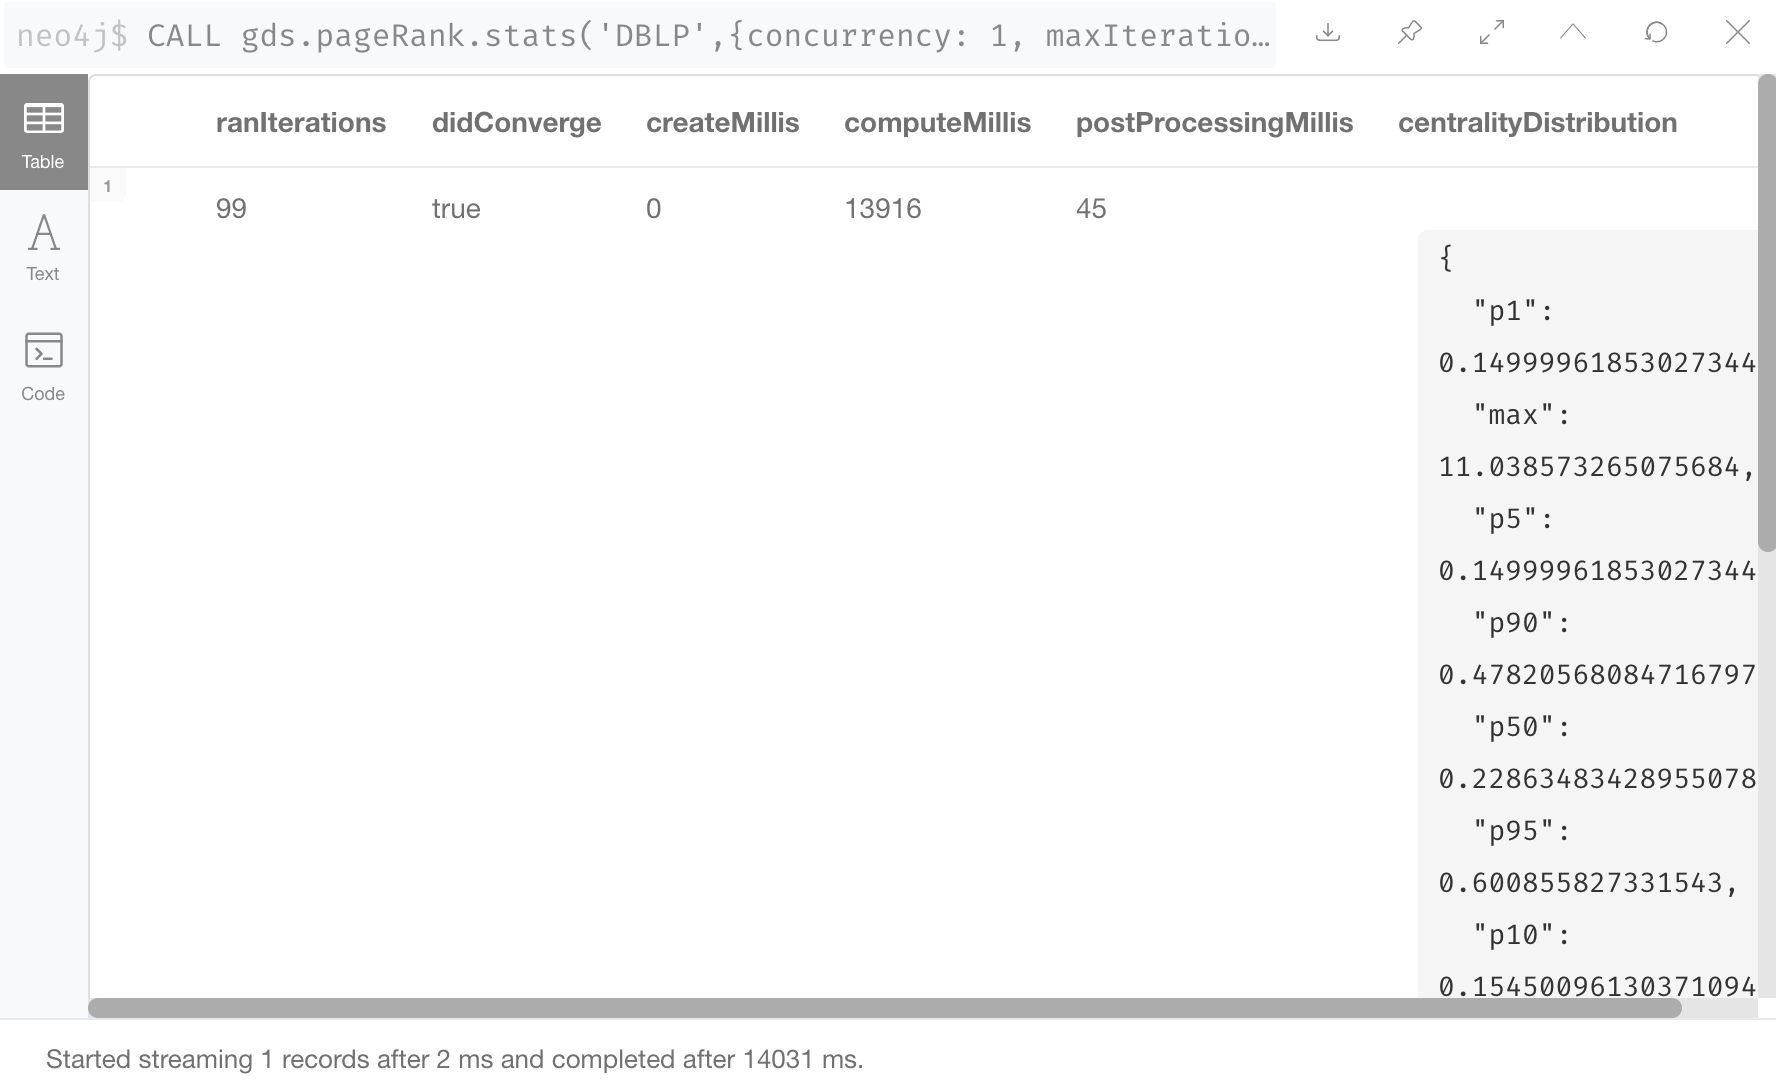 neo4j$ CALL gds.pageRank.stats('DBLP',{concurrency: 1, maxIteratio…
Table
Text
Code
ranIterations didConverge createMillis computeMillis postProcessingMillis centralityDistribution
1
99 true 0 13916 45
{
"p1":
0.14999961853027344
"max":
11.038573265075684,
"p5":
0.14999961853027344
"p90":
0.47820568084716797
"p50":
0.22863483428955078
"p95":
0.600855827331543,
"p10":
0.15450096130371094
Started streaming 1 records after 2 ms and completed after 14031 ms.